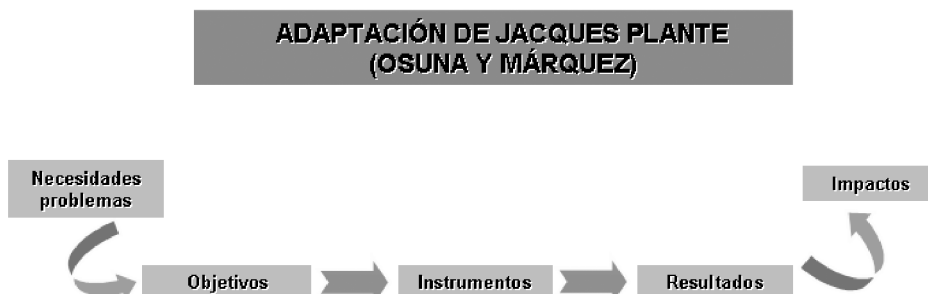 ADAPTACIÓN DE JACQUES PLANTE
(OSUNA Y MÁRQUEZ)
Necesidades
problemas
Impactos
Objetivos
Instrumentos
Resultados